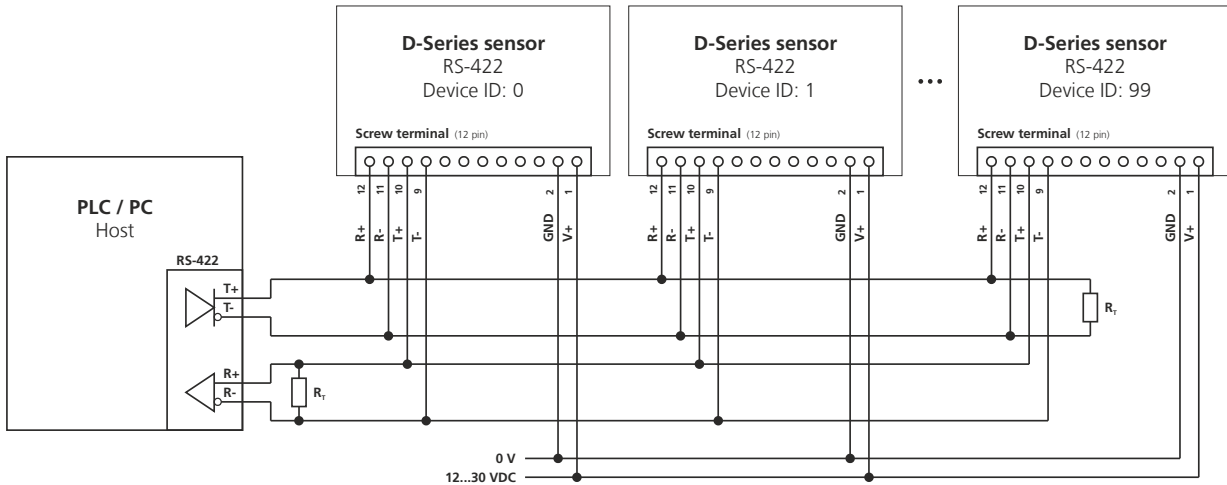 D-Series sensor
RS-422
Device ID: 0
Screw terminal (12 pin)
12
11
10
9
2
1
R+
R-
T+
T-
GND
V+
D-Series sensor
RS-422
Device ID: 1
Screw terminal (12 pin)
12
11
10
9
2
1
R+
R-
T+
T-
GND
V+
...
D-Series sensor
RS-422
Device ID: 99
Screw terminal (12 pin)
12
11
10
9
2
1
R+
R-
T+
T-
GND
V+
PLC / PC
Host
RS-422
T+
T-
R+
R-
RT
RT
0 V
12...30 VDC